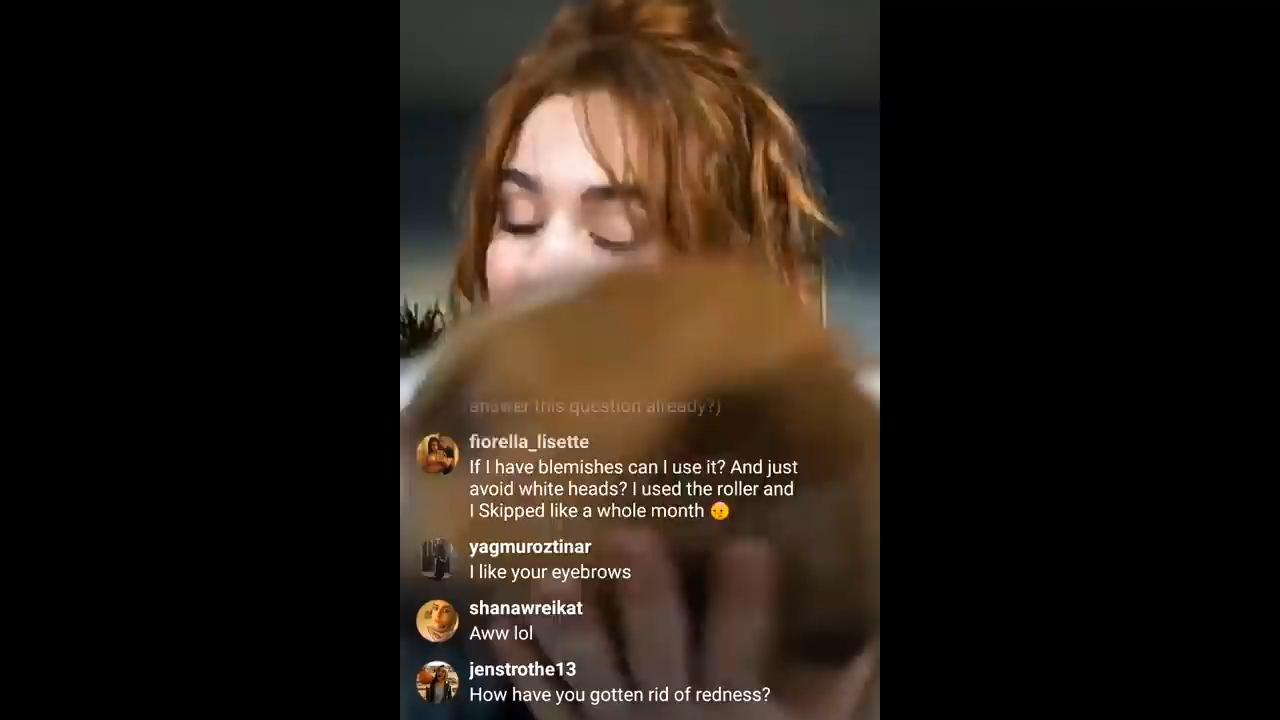 answer this question already?)
fiorella_lisette
If I have blemishes can I use it? And just
avoid white heads? I used the roller and
I Skipped like a whole month 😳
yagmuroztinar
I like your eyebrows
shanawreikat
Aww lol
jenstrothe13
How have you gotten rid of redness?